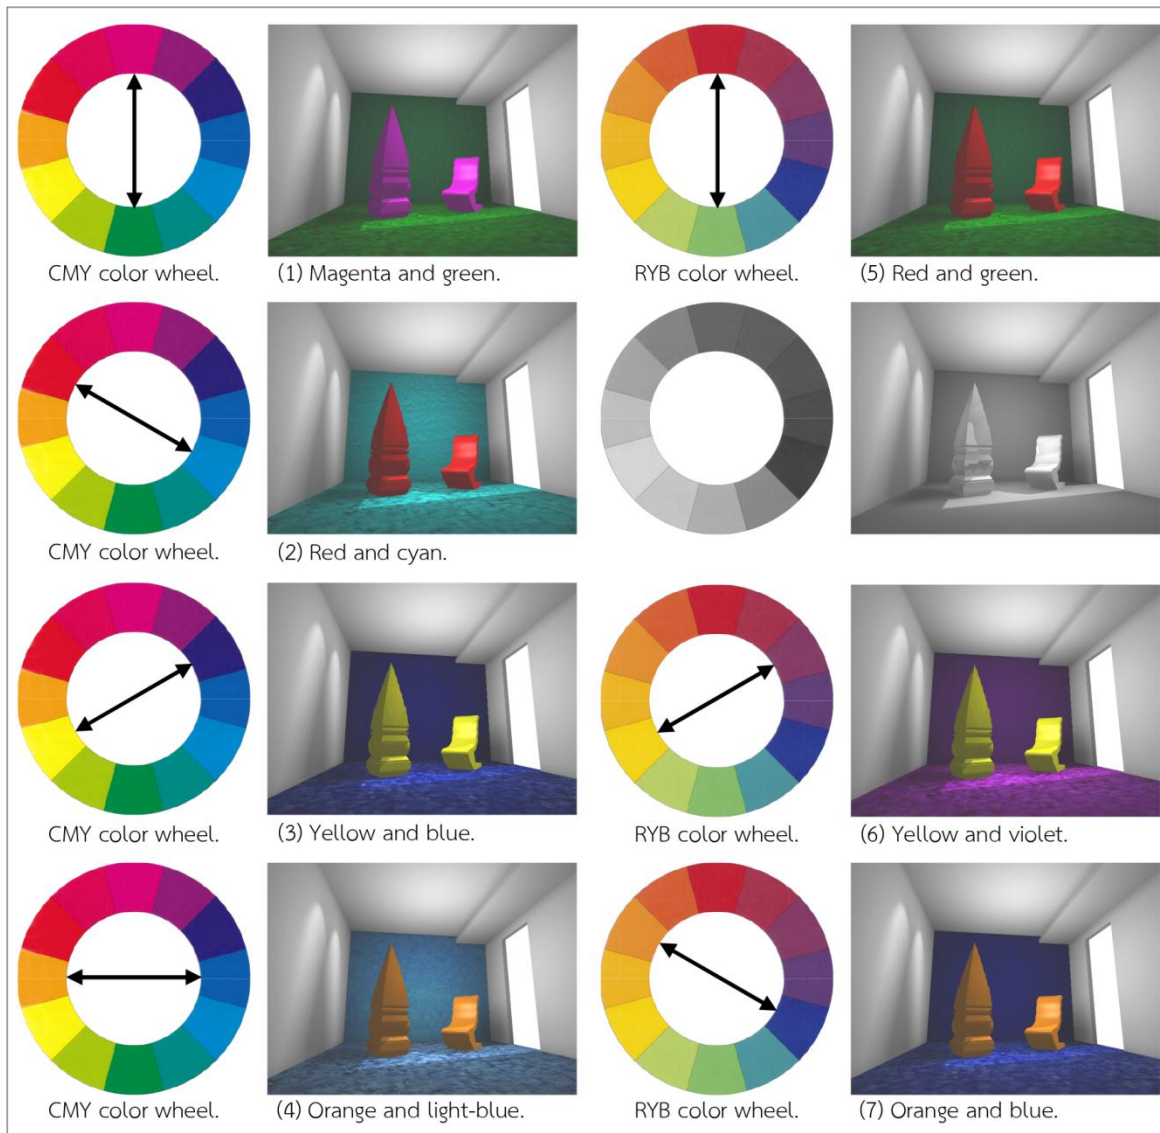 CMY color wheel.
(1) Magenta and green.
RYB color wheel.
(5) Red and green.
CMY color wheel.
(2) Red and cyan.
CMY color wheel.
(3) Yellow and blue.
RYB color wheel.
(6) Yellow and violet.
CMY color wheel.
(4) Orange and light-blue.
RYB color wheel.
(7) Orange and blue.